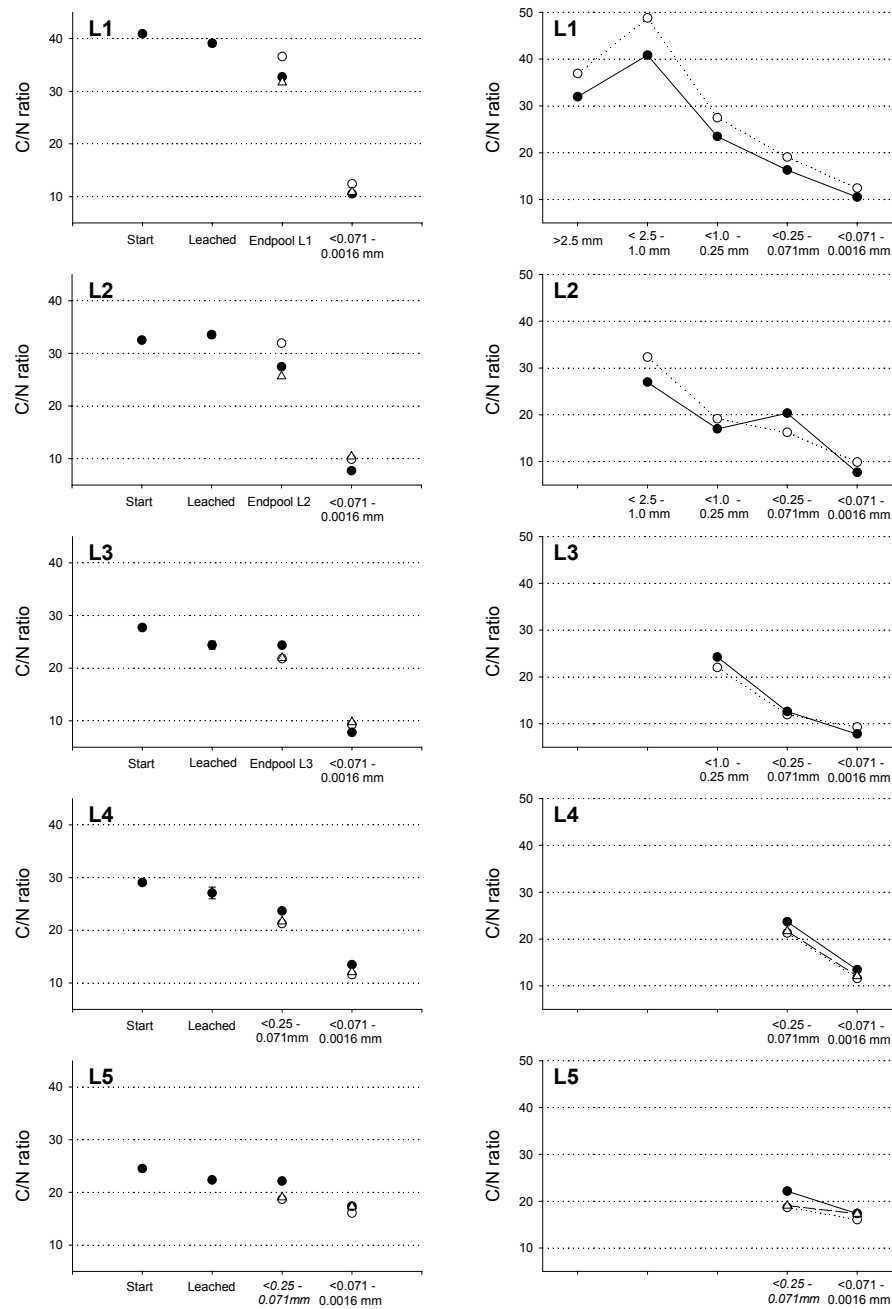 L1
C/N ratio
40
30
20
10
Start Leached Endpool L1 <0.071 -
0.0016 mm
L1
C/N ratio
50
40
30
20
10
>2.5 mm < 2.5 - <1.0 - <0.25 - <0.071 -
1.0 mm 0.25 mm 0.071mm 0.0016 mm
L2
C/N ratio
40
30
20
10
Start Leached Endpool L2 <0.071 -
0.0016 mm
L2
C/N ratio
50
40
30
20
10
< 2.5 - <1.0 - <0.25 - <0.071 -
1.0 mm 0.25 mm 0.071mm 0.0016 mm
L3
C/N ratio
40
30
20
10
Start Leached Endpool L3 <0.071 -
0.0016 mm
L3
C/N ratio
50
40
30
20
10
<1.0 - <0.25 - <0.071 -
0.25 mm 0.071mm 0.0016 mm
L4
C/N ratio
40
30
20
10
Start Leached <0.25 - <0.071 -
0.071mm 0.0016 mm
L4
C/N ratio
50
40
30
20
10
<0.25 - <0.071 -
0.071mm 0.0016 mm
L5
C/N ratio
40
30
20
10
Start Leached <0.25 - <0.071 -
0.071mm 0.0016 mm
L5
C/N ratio
50
40
30
20
10
<0.25 - <0.071 -
0.071mm 0.0016 mm